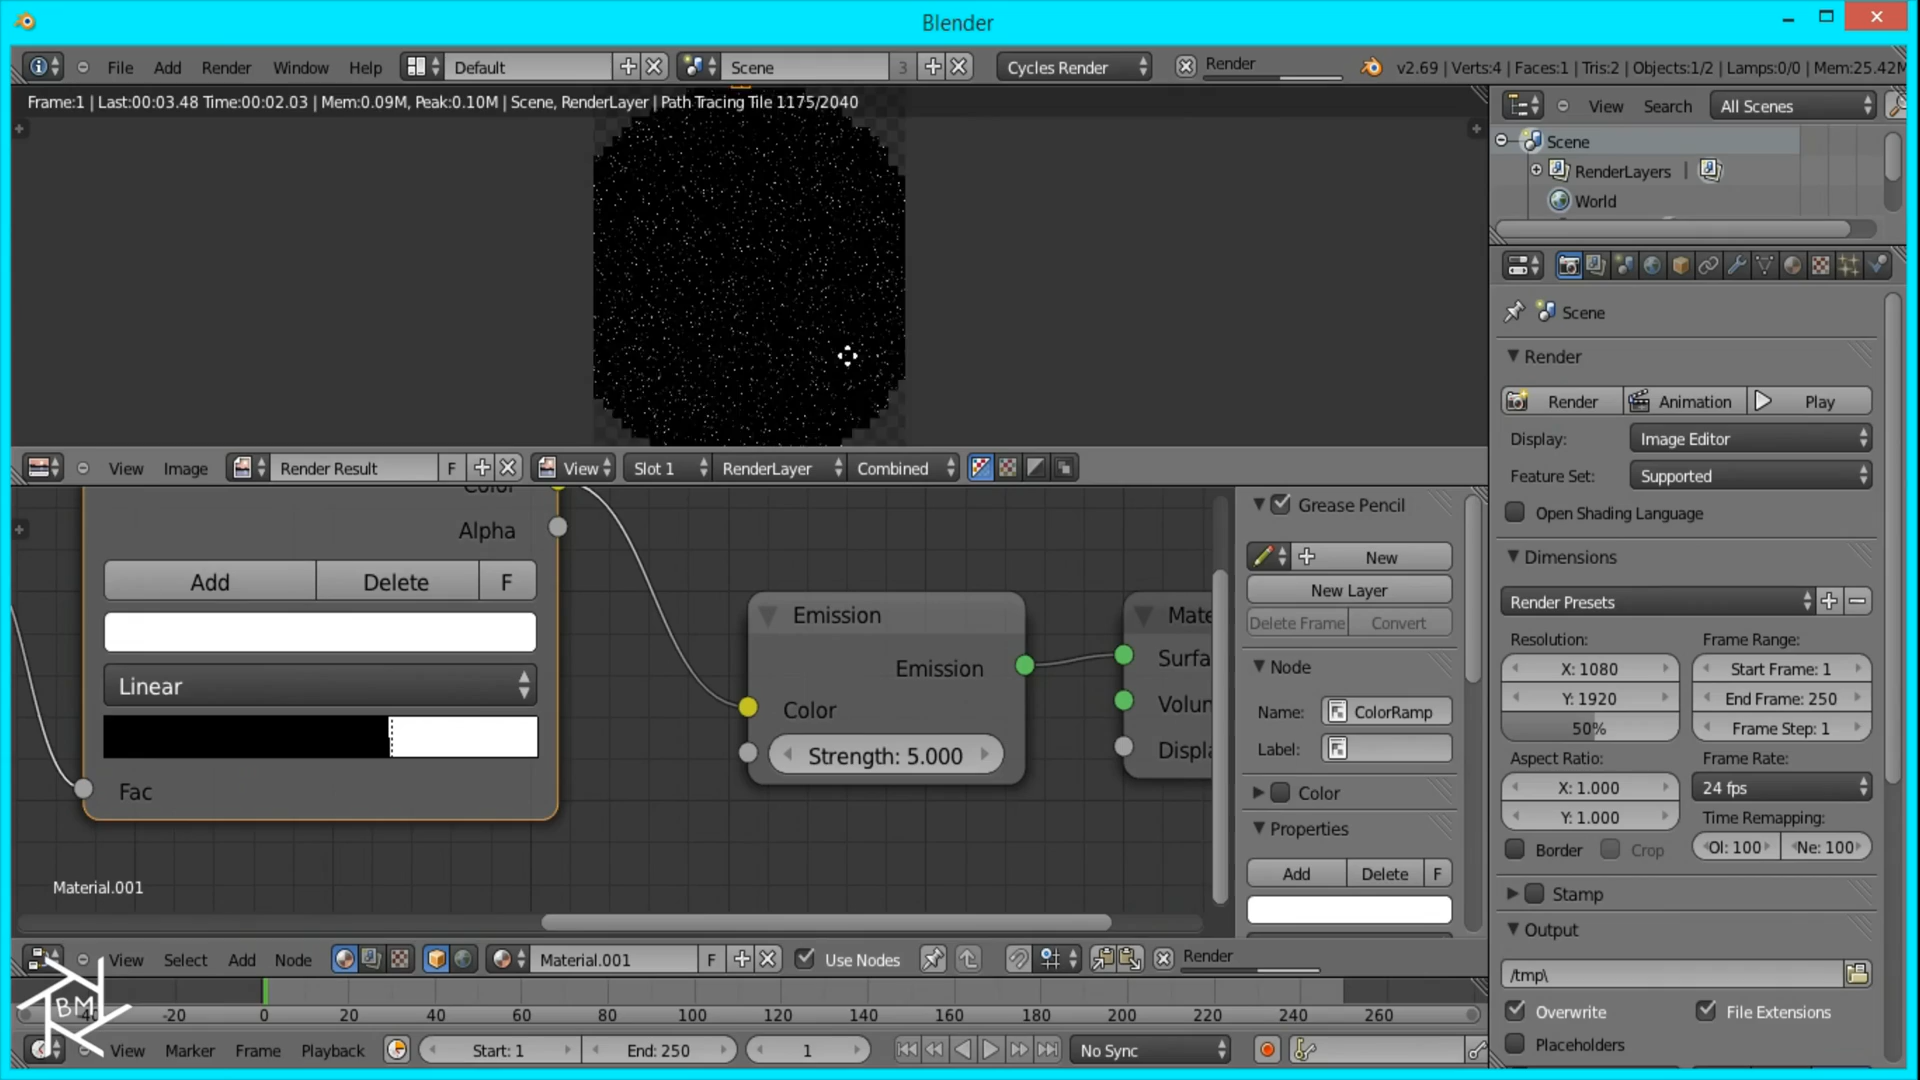 Blender
File Add Render Window Help Default Scene 3 Cycles Render Render v2.69 | Verts:4 | Faces:1 | Tris:2 | Objects:1/2 | Lamps:0/0 | Mem:25.42M
Frame:1 | Last:00:03.48 Time:00:02.03 | Mem:0.09M, Peak:0.10M | Scene, RenderLayer | Path Tracing Tile 1175/2040
View Search All Scenes
Scene
RenderLayers
World
Scene
Render
Render Animation Play
Display: Image Editor
Feature Set: Supported
Open Shading Language
Dimensions
Render Presets
Resolution: Frame Range:
X: 1080 Start Frame: 1
Y: 1920 End Frame: 250
50% Frame Step: 1
Aspect Ratio: Frame Rate:
X: 1.000 24 fps
Y: 1.000 Time Remapping:
Border Crop Ol: 100 Ne: 100
Stamp
Output
/tmp\
Overwrite File Extensions
Placeholders
View Image Render Result F View Slot 1 RenderLayer Combined
Color
Alpha
Add Delete F
Linear
Fac
Material.001
Emission
Emission
Color
Strength: 5.000
Mate
Surfa
Volun
Displa
Grease Pencil
New
New Layer
Delete Frame Convert
Node
Name: ColorRamp
Label:
Color
Properties
Add Delete F
View Select Add Node Material.001 F Use Nodes Render
BM
-40 -20 0 20 40 60 80 100 120 140 160 180 200 220 240 260
View Marker Frame Playback Start: 1 End: 250 1 No Sync